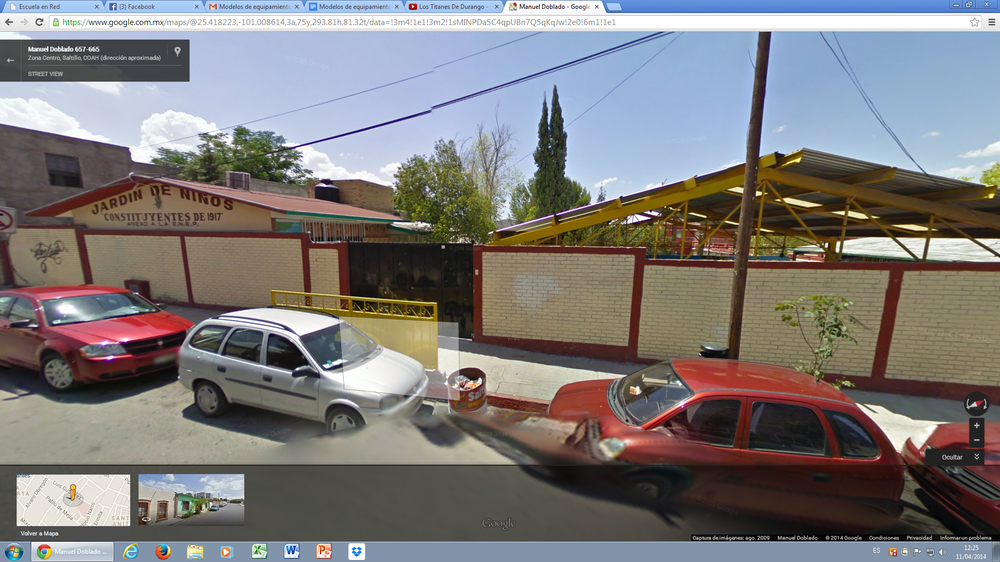 Escuela en Red
(3) Facebook
Modelos de equipamiento
Modelos de equipamiento
Los Titanes De Durango -
Manuel Doblado - Google
https://www.google.com.mx/maps/@25.418223,-101.008614,3a,75y,293.81h,81.32t/data=!3m4!1e1!3m2!1sMINPDa5C4qpUBn7Q5qKqJw!2e0!6m1!1e1
Manuel Doblado 657-665
Zona Centro, Saltillo, COAH (dirección aproximada)
STREET VIEW
JARDIN DE NIÑOS
"CONSTITUYENTES DE 1917"
ANEXO A LA E.N.E.P.
©2009 Google
Ocultar
Luis Gutiérrez
Alvaro Obregón
Pablo de Mejía
Ermita
SANT
ANIT
Volver a Mapa
Google
Captura de imágenes: ago. 2009 Manuel Doblado © 2014 Google Condiciones Privacidad Informar un problema
Manuel Doblado ...
ES
12:25
11/04/2014